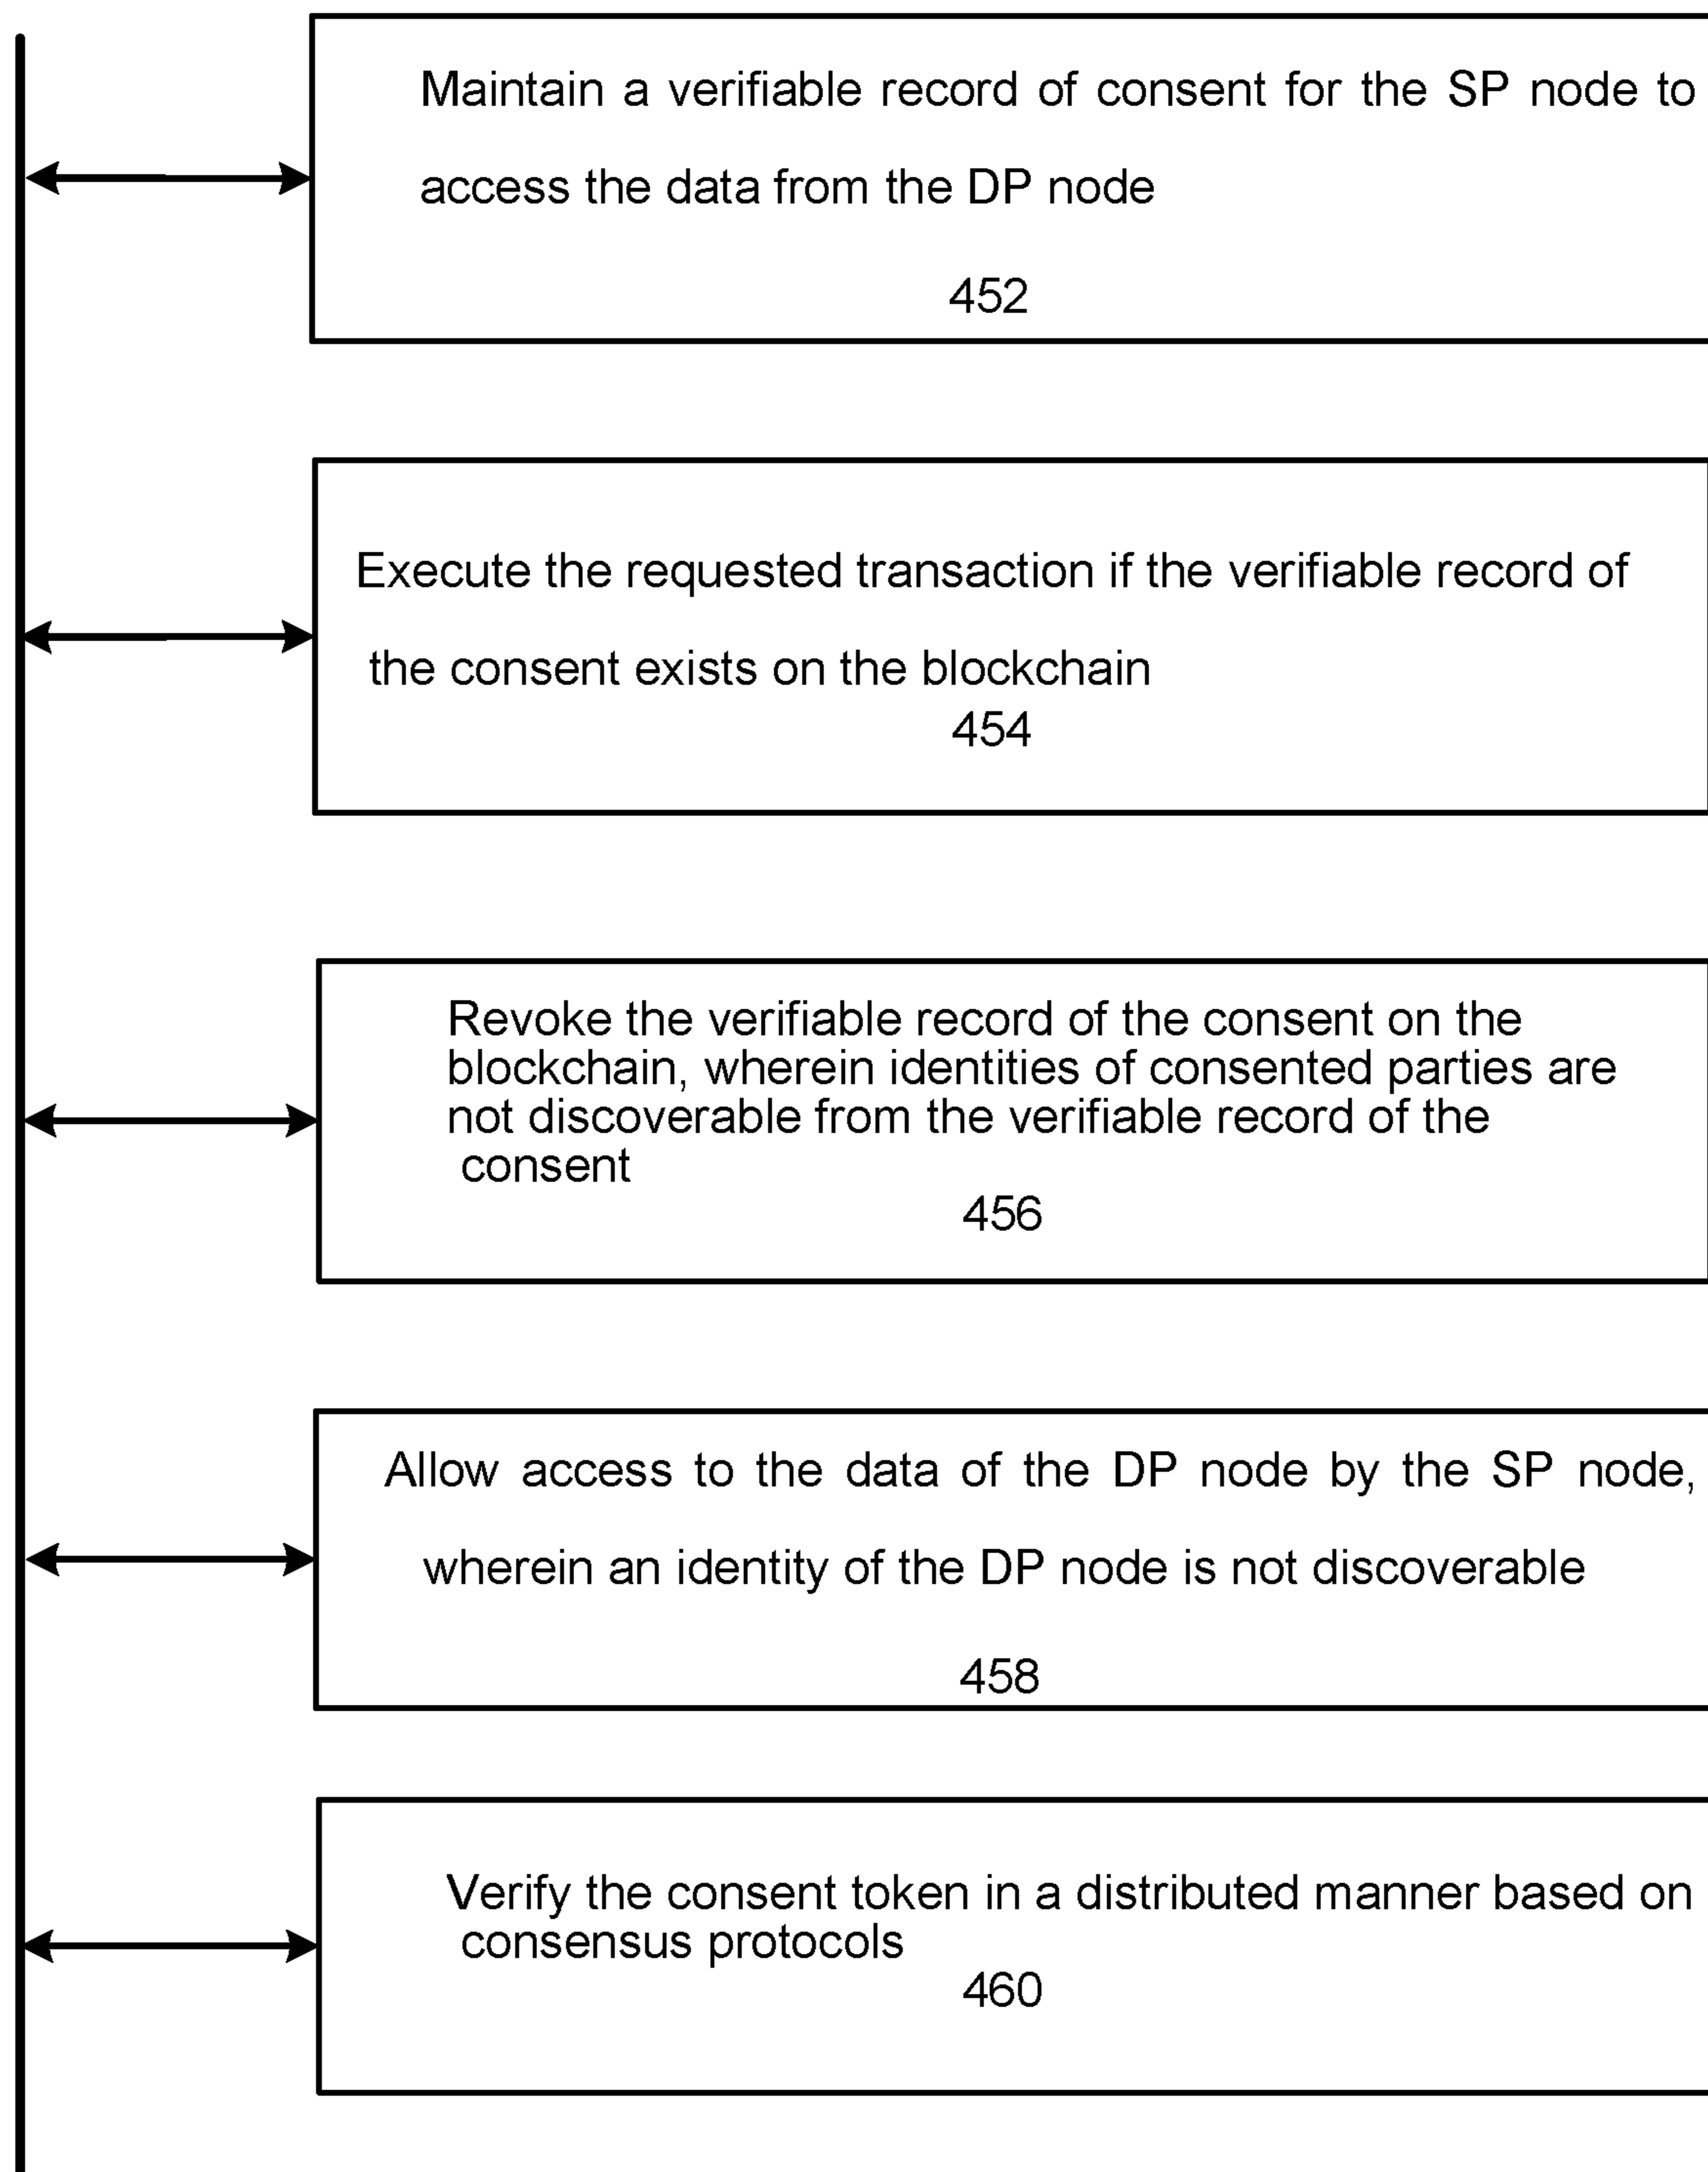 Maintain a verifiable record of consent for the SP node to
access the data from the DP node
452
Execute the requested transaction if the verifiable record of
the consent exists on the blockchain
454
Revoke the verifiable record of the consent on the
blockchain, wherein identities of consented parties are
not discoverable from the verifiable record of the
consent
456
Allow access to the data of the DP node by the SP node,
wherein an identity of the DP node is not discoverable
458
Verify the consent token in a distributed manner based on
consensus protocols
460